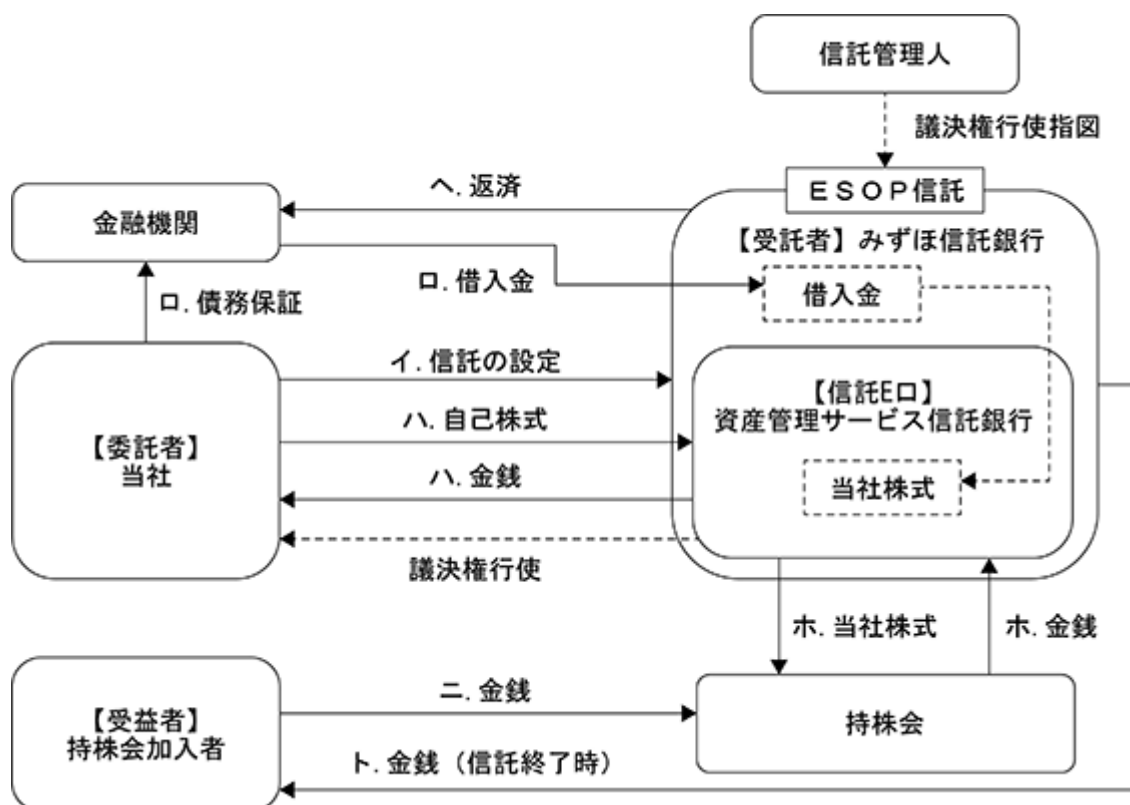 信託管理人
議決権行使指図
ESOP信託
ヘ. 返済
金融機関
【受託者】みずほ信託銀行
ロ. 借入金
借入金
ロ. 債務保証
イ. 信託の設定
【信託E口】
資産管理サービス信託銀行
ハ. 自己株式
【委託者】
当社
ハ. 金銭
当社株式
議決権行使
ホ. 当社株式
ホ. 金銭
ニ. 金銭
【受益者】
持株会加入者
持株会
ト. 金銭（信託終了時）